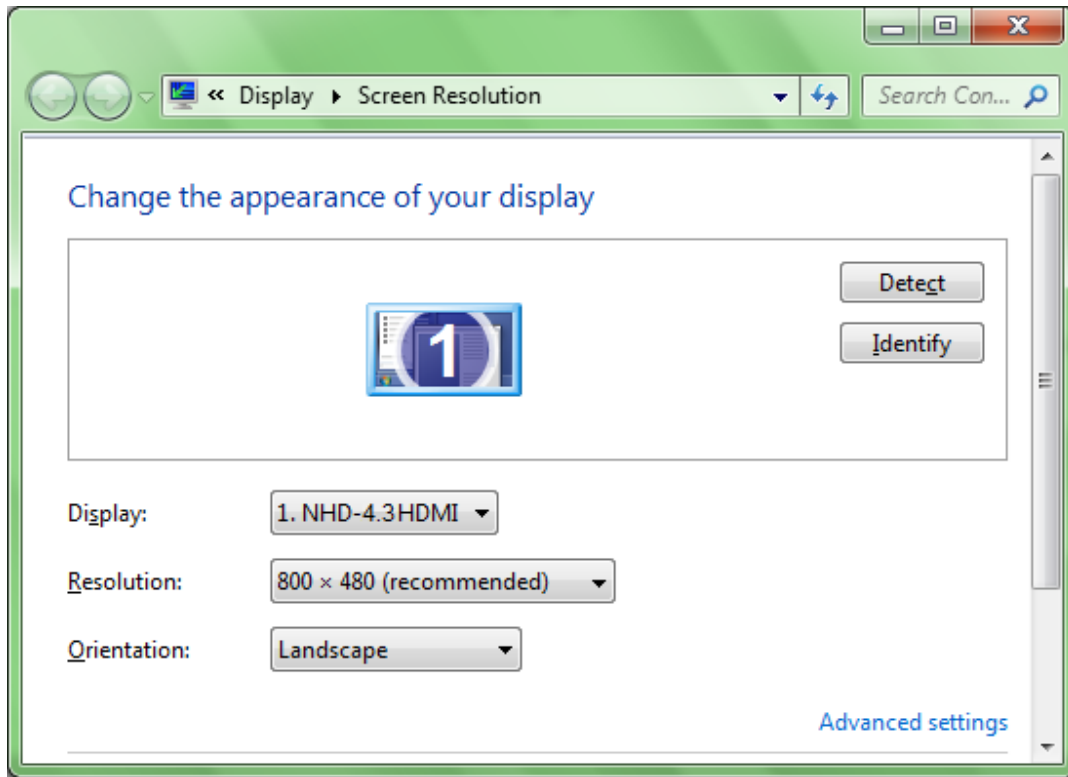 « Display ▸ Screen Resolution
Search Con...
Change the appearance of your display
1
Detect
Identify
Display: 1. NHD-4.3HDMI
Resolution: 800 × 480 (recommended)
Orientation: Landscape
Advanced settings